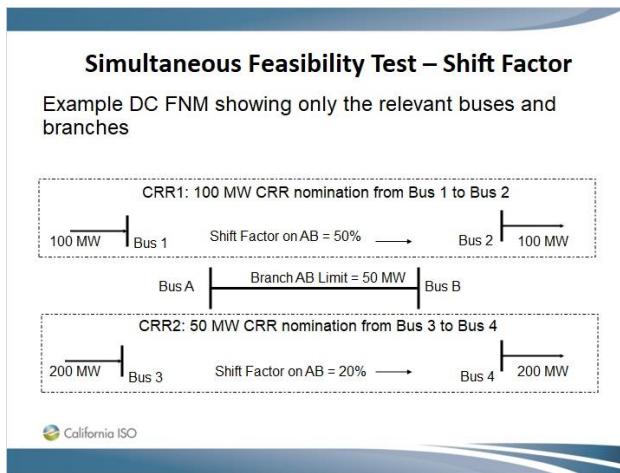 Simultaneous Feasibility Test – Shift Factor
Example DC FNM showing only the relevant buses and
branches
CRR1: 100 MW CRR nomination from Bus 1 to Bus 2
100 MW
Bus 1
Shift Factor on AB = 50%
Bus 2
100 MW
Bus A
Branch AB Limit = 50 MW
Bus B
CRR2: 50 MW CRR nomination from Bus 3 to Bus 4
200 MW
Bus 3
Shift Factor on AB = 20%
Bus 4
200 MW
California ISO